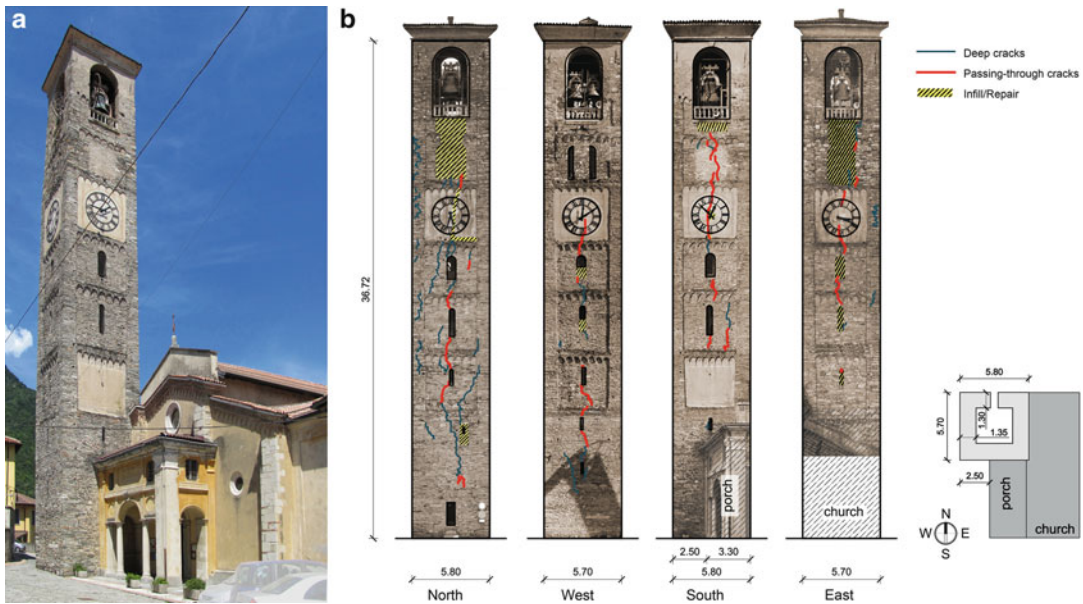 a
b
Deep cracks
Passing-through cracks
Infill/Repair
36.72
church
porch
2.50
3.30
5.80
5.70
5.80
5.70
North
West
South
East
5.80
5.70
1.30
1.35
2.50
porch
church
N
W
E
S